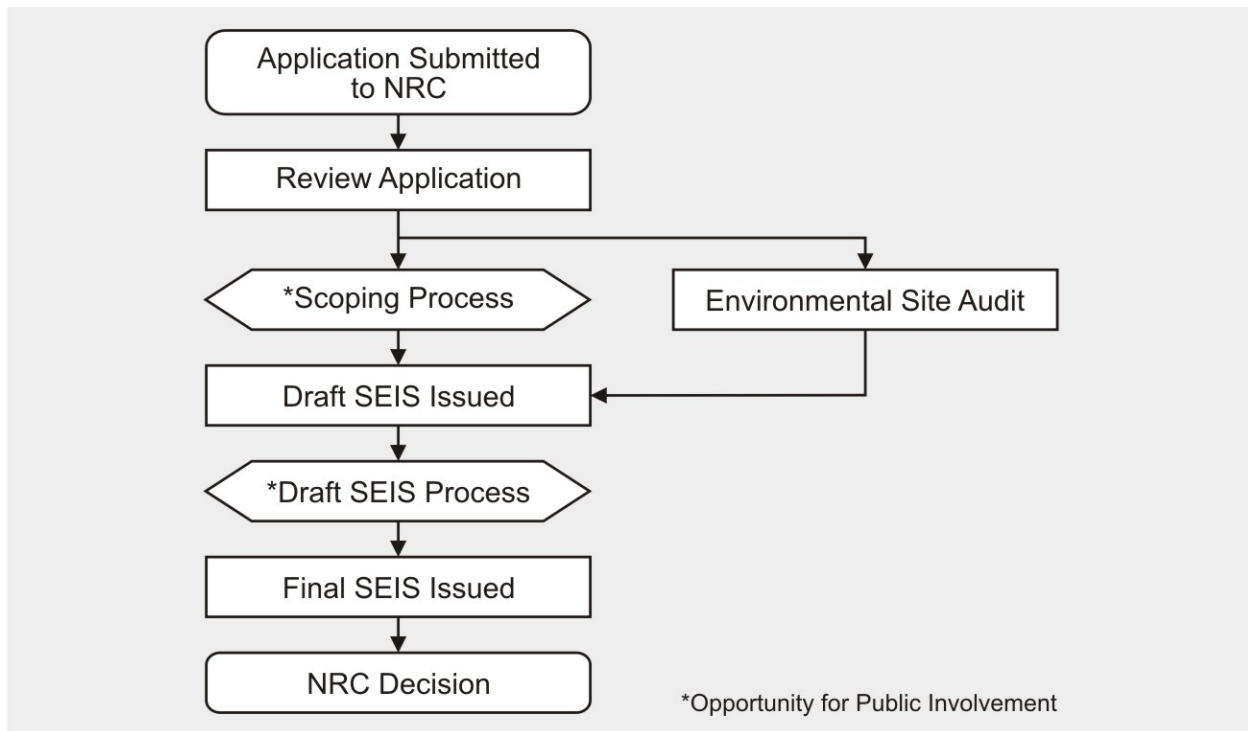 Application Submitted
to NRC
Review Application
*Scoping Process
Environmental Site Audit
Draft SEIS Issued
*Draft SEIS Process
Final SEIS Issued
NRC Decision
*Opportunity for Public Involvement